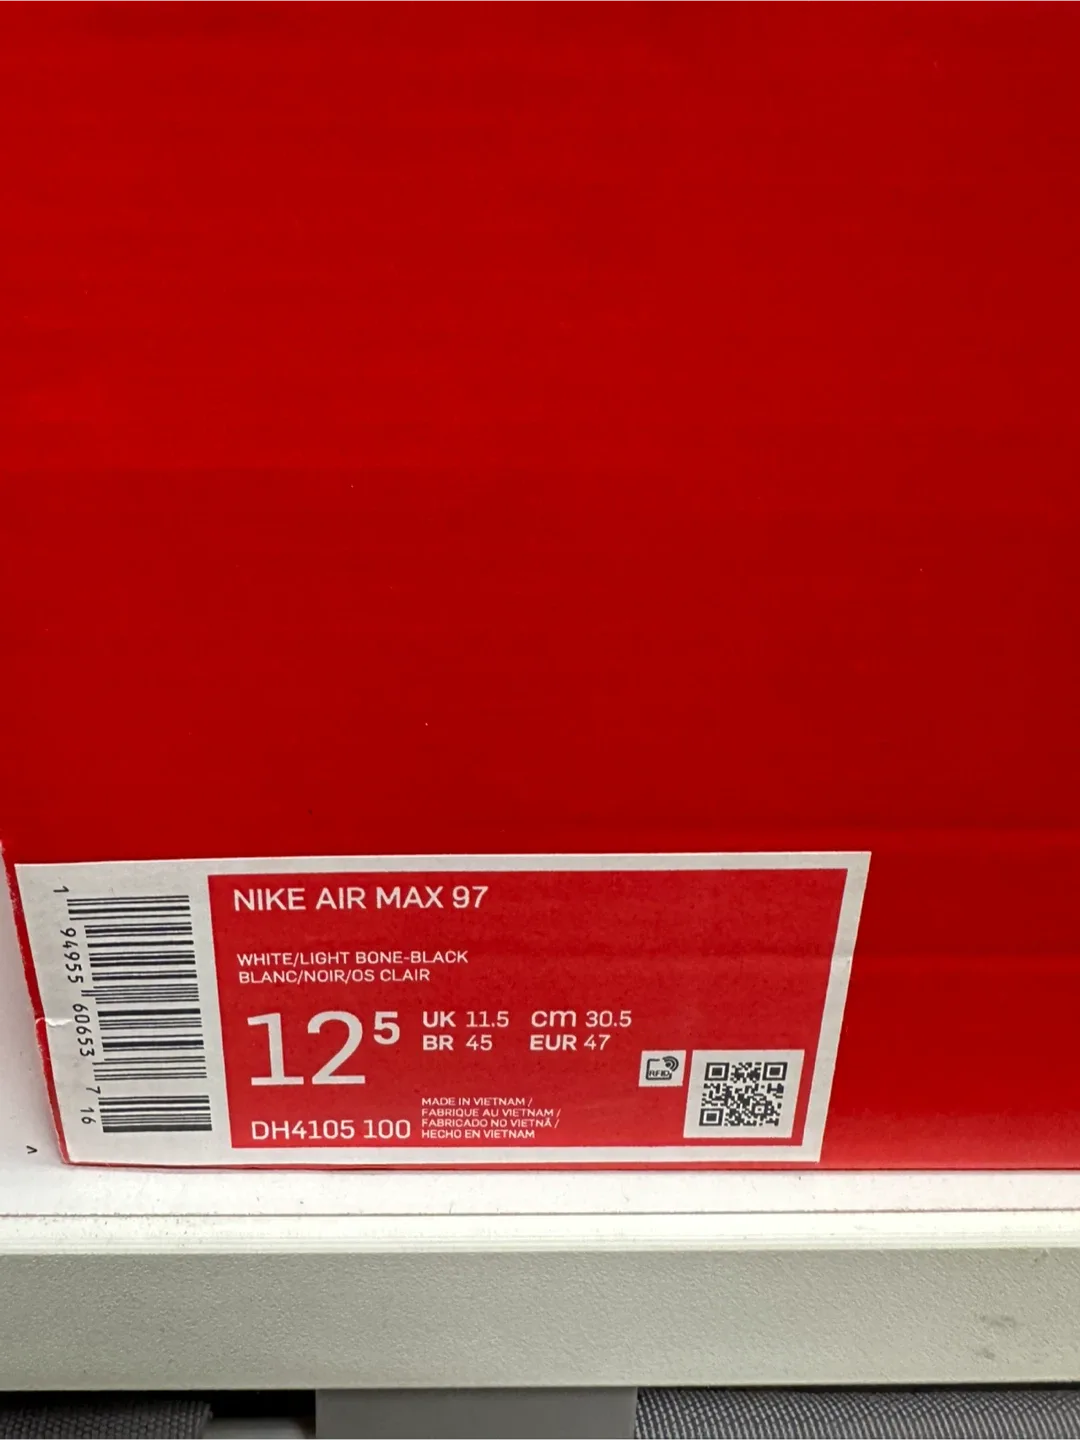 NIKE AIR MAX 97
WHITE/LIGHT BONE-BLACK
BLANC/NOIR/OS CLAIR
12 5
UK 11.5 cm 30.5
BR 45 EUR 47
RFID
DH4105 100
MADE IN VIETNAM /
FABRIQUE AU VIETNAM /
FABRICADO NO VIETNÃ /
HECHO EN VIETNAM
1 94955 60653 7 16